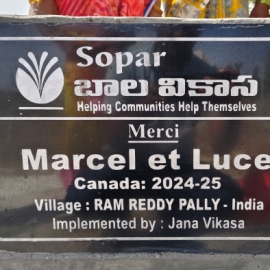 Sopar
బాల వికాస
Helping Communities Help Themselves
Merci
Marcel et Luce
Canada: 2024-25
Village : RAM REDDY PALLY - India
Implemented by : Jana Vikasa